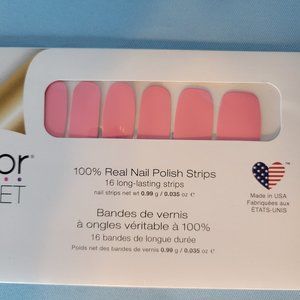 or®
ET
100% Real Nail Polish Strips
16 long-lasting strips
nail strips net wt 0.99 g / 0.035 oz e
Bandes de vernis
à ongles véritable à 100%
16 bandes de longue durée
Poids net des bandes de vernis 0.99 g / 0.035 oz e
TM
Made in USA
Fabriquées aux
ÉTATS-UNIS